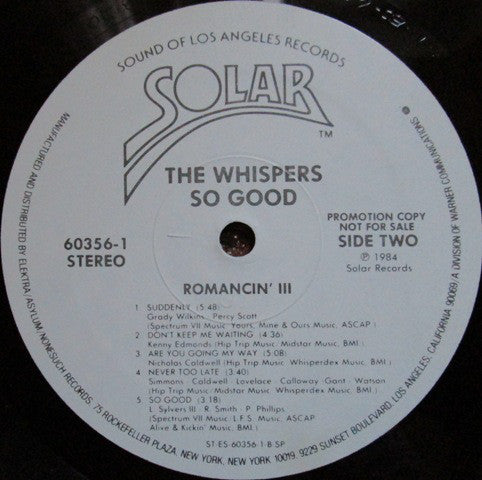 SOUND OF LOS ANGELES RECORDS
SOLAR
TM
THE WHISPERS
SO GOOD
60356-1
STEREO
PROMOTION COPY
NOT FOR SALE
SIDE TWO
℗ 1984
Solar Records
ROMANCIN' III
1 SUDDENLY (5:48)
Grady Wilkins, Percy Scott
(Spectrum VII Music/Yours, Mine & Ours Music, ASCAP)
2 DON'T KEEP ME WAITING (4:36)
Kenny Edmonds (Hip Trip Music/Midstar Music, BMI)
3 ARE YOU GOING MY WAY (5:08)
Nicholas Caldwell (Hip Trip Music/Whisperdex Music, BMI)
4 NEVER TOO LATE (3:40)
Simmons/Caldwell/Lovelace/Calloway/Gant/Watson
(Hip Trip Music/Midstar Music/Whisperdex Music, BMI)
5 SO GOOD (3:18)
L. Sylvers III/R. Smith/P. Phillips
(Spectrum VII Music/L.F.S. Music, ASCAP
Alive & Kickin' Music, BMI)
ST-ES-60356-1-B-SP
MANUFACTURED AND DISTRIBUTED BY ELEKTRA/ASYLUM/NONESUCH RECORDS, 75 ROCKEFELLER PLAZA, NEW YORK, NEW YORK 10019. 9229 SUNSET BOULEVARD, LOS ANGELES, CALIFORNIA 90069. A DIVISION OF WARNER COMMUNICATIONS